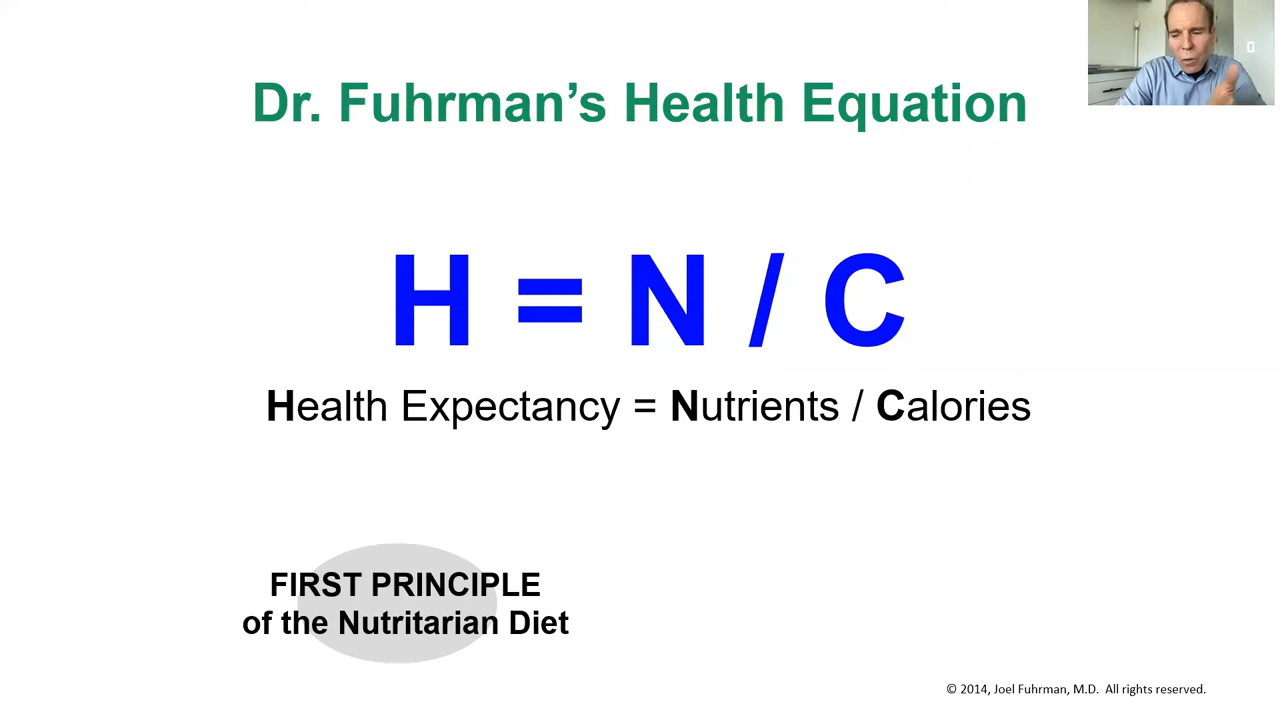 Dr. Fuhrman’s Health Equation
H = N / C
Health Expectancy = Nutrients / Calories
FIRST PRINCIPLE
of the Nutritarian Diet
© 2014, Joel Fuhrman, M.D.  All rights reserved.